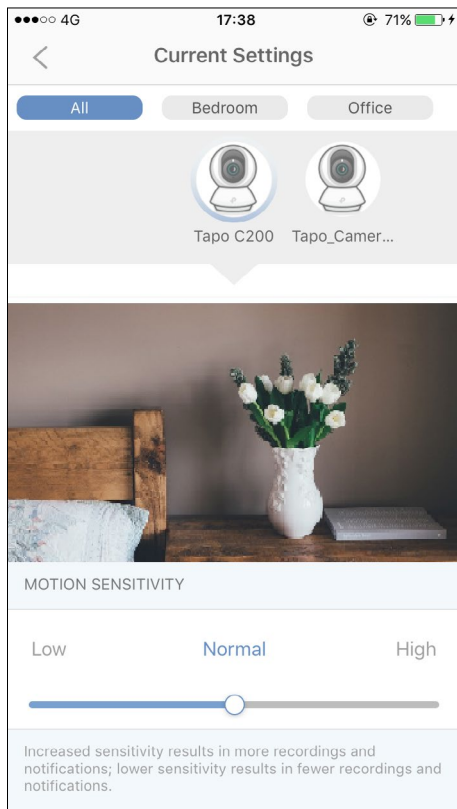 4G 17:38 71%
Current Settings
All Bedroom Office
Tapo C200 Tapo_Camer...
MOTION SENSITIVITY
Low Normal High
Increased sensitivity results in more recordings and
notifications; lower sensitivity results in fewer recordings and
notifications.